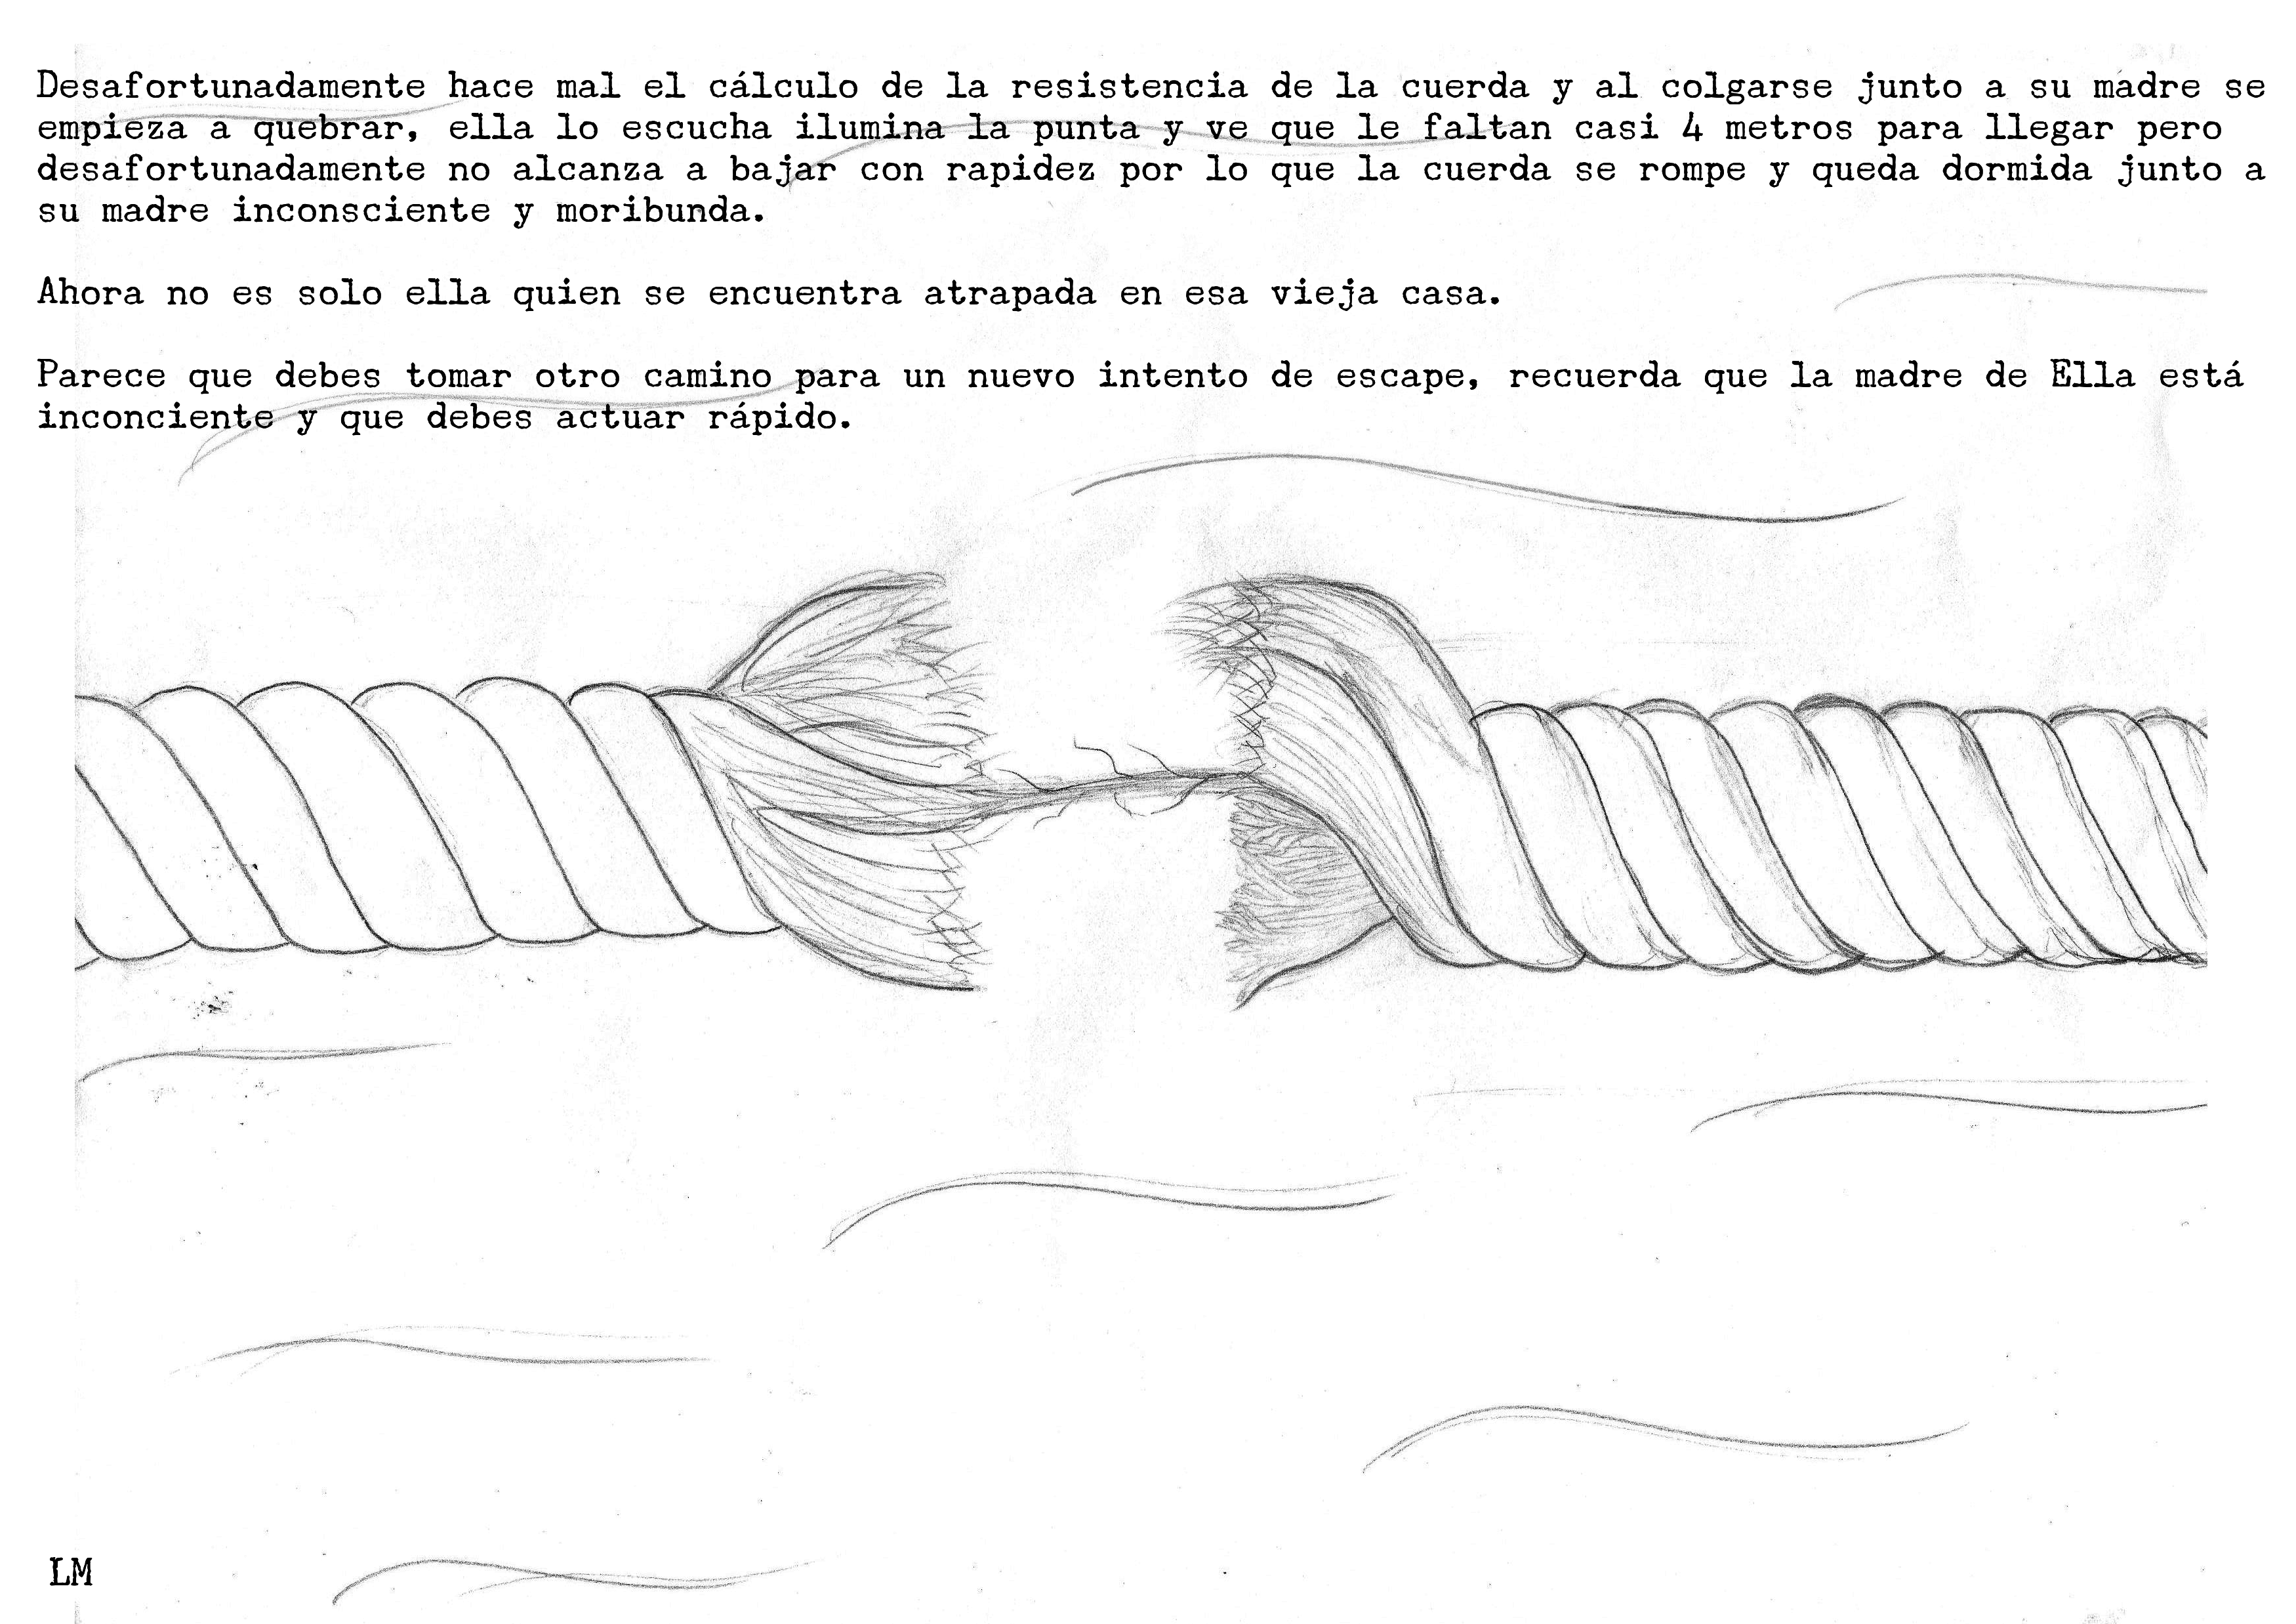 Desafortunadamente hace mal el cálculo de la resistencia de la cuerda y al colgarse junto a su madre se
empieza a quebrar, ella lo escucha ilumina la punta y ve que le faltan casi 4 metros para llegar pero
desafortunadamente no alcanza a bajar con rapidez por lo que la cuerda se rompe y queda dormida junto a
su madre inconsciente y moribunda.
Ahora no es solo ella quien se encuentra atrapada en esa vieja casa.
Parece que debes tomar otro camino para un nuevo intento de escape, recuerda que la madre de Ella está
inconciente y que debes actuar rápido.
LM